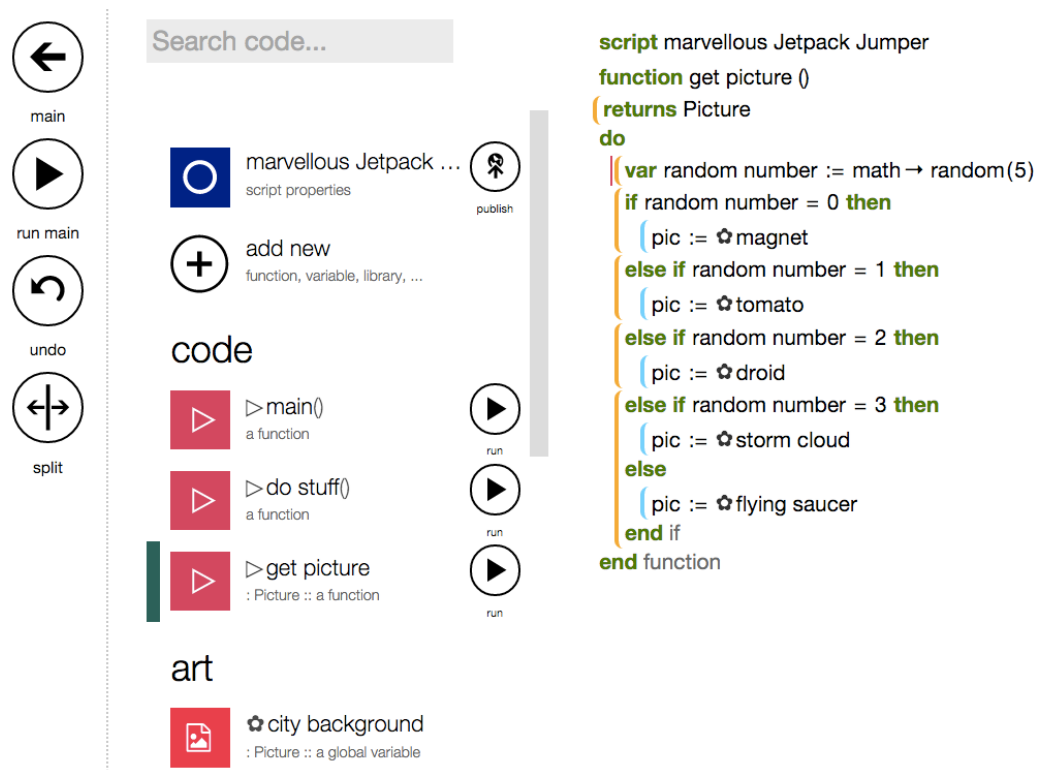 main
run main
undo
split
Search code...
marvellous Jetpack ...
script properties
publish
add new
function, variable, library, ...
code
▷main()
a function
run
▷do stuff()
a function
run
▷get picture
: Picture :: a function
run
art
✿city background
: Picture :: a global variable
script marvellous Jetpack Jumper
function get picture ()
returns Picture
do
var random number := math→random(5)
if random number = 0 then
pic := ✿magnet
else if random number = 1 then
pic := ✿tomato
else if random number = 2 then
pic := ✿droid
else if random number = 3 then
pic := ✿storm cloud
else
pic := ✿flying saucer
end if
end function